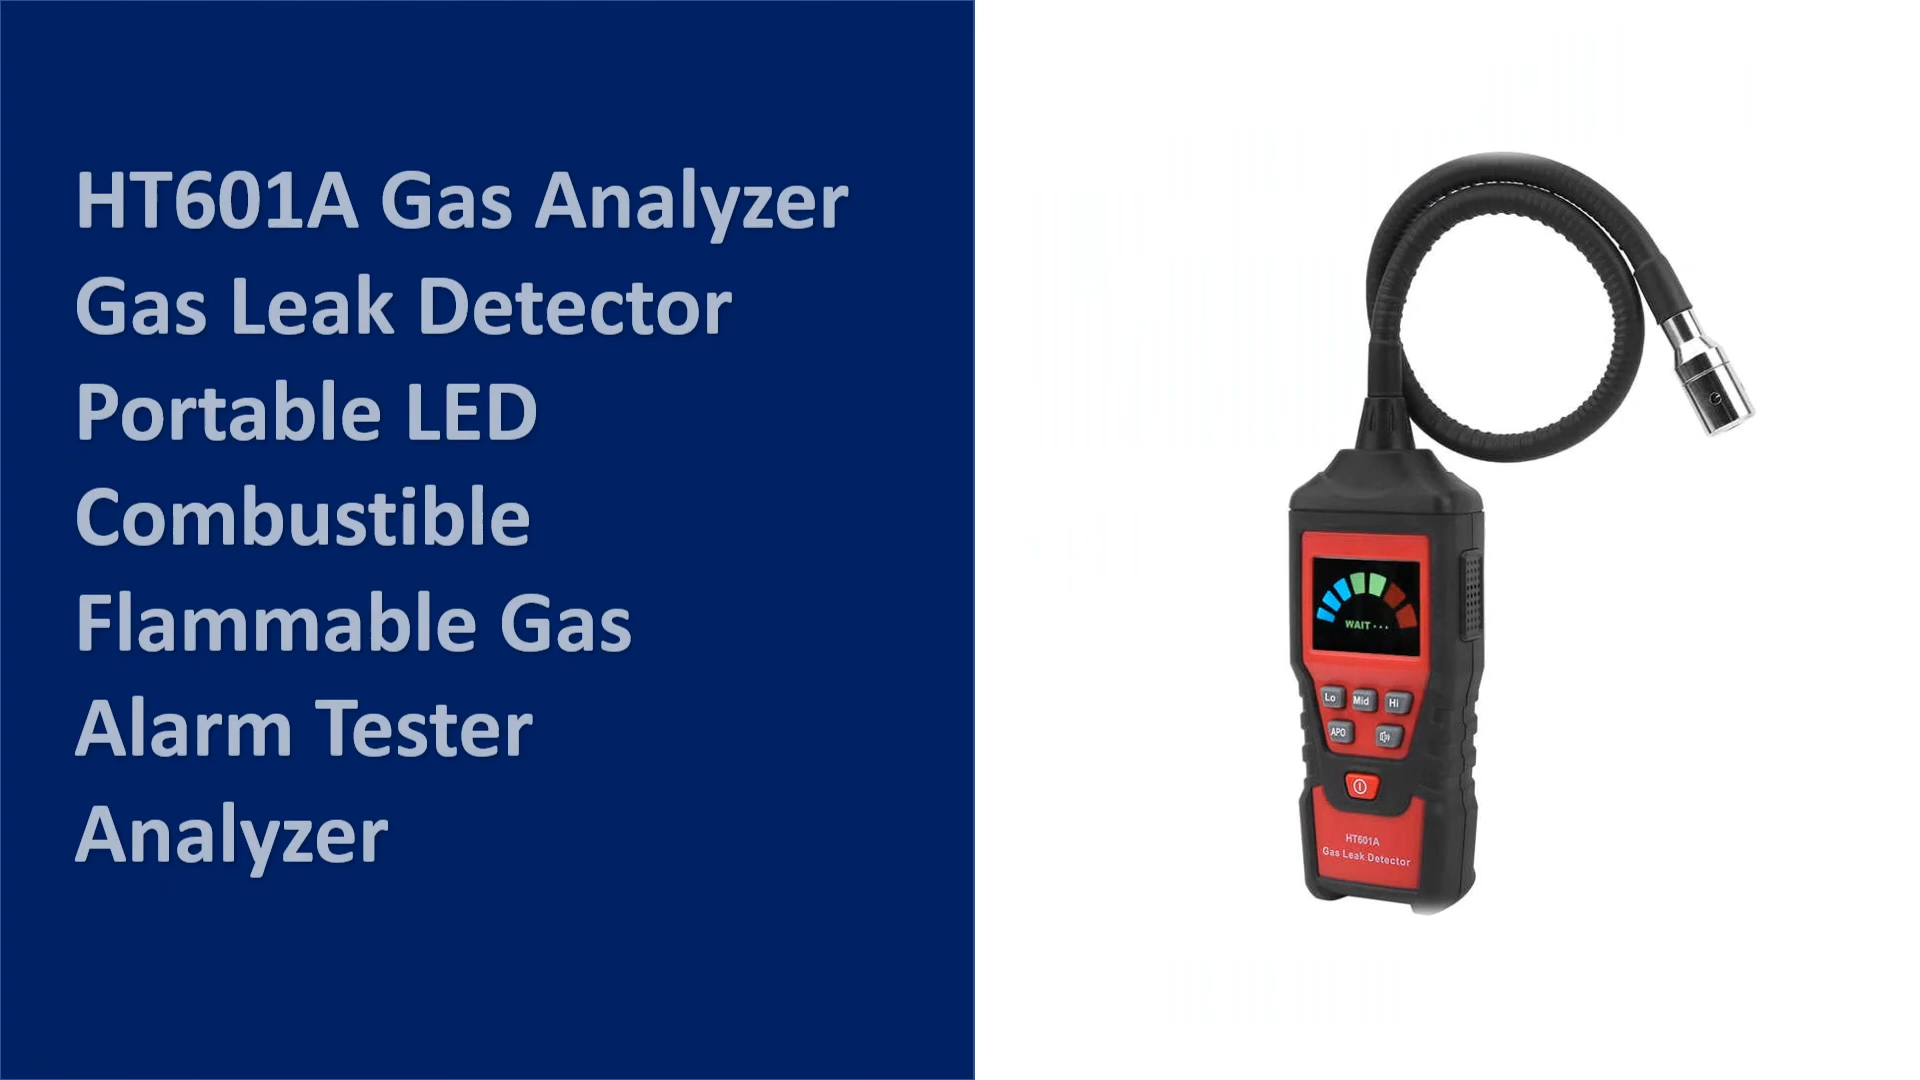 HT601A Gas Analyzer
Gas Leak Detector
Portable LED
Combustible
Flammable Gas
Alarm Tester
Analyzer
WAIT...
Lo Mid Hi
APO
HT601A
Gas Leak Detector